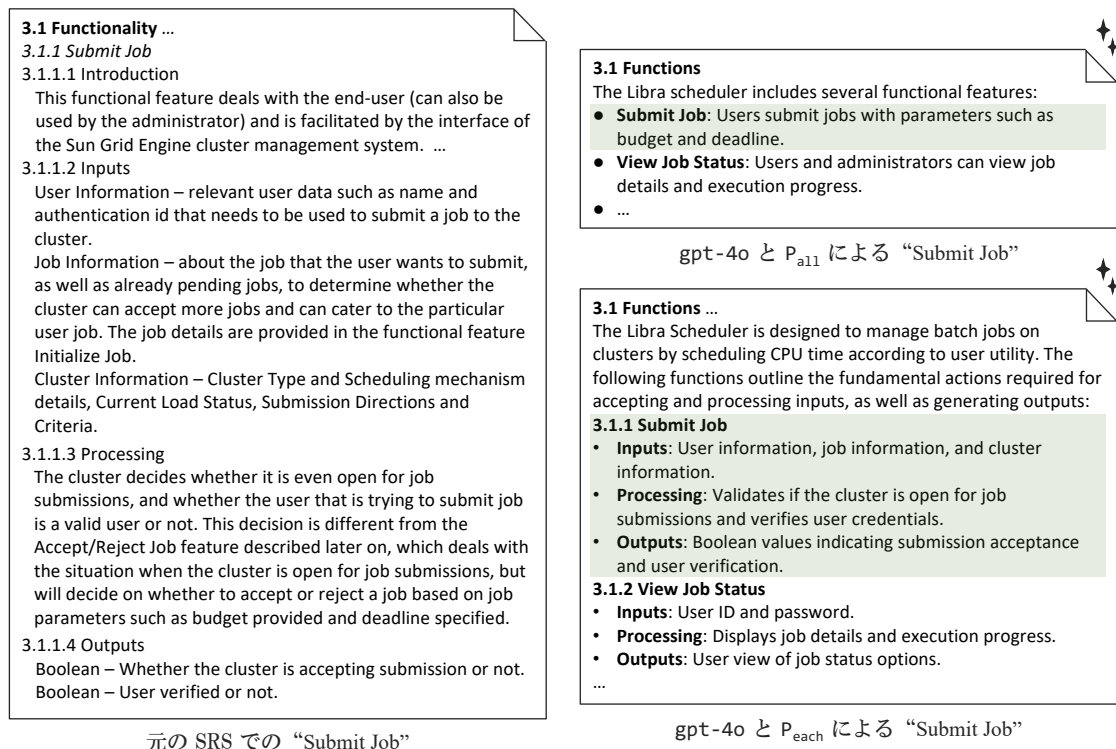 3.1 Functionality ...
3.1.1 Submit Job
3.1.1.1 Introduction
This functional feature deals with the end-user (can also be
used by the administrator) and is facilitated by the interface of
the Sun Grid Engine cluster management system. ...
3.1.1.2 Inputs
User Information – relevant user data such as name and
authentication id that needs to be used to submit a job to the
cluster.
Job Information – about the job that the user wants to submit,
as well as already pending jobs, to determine whether the
cluster can accept more jobs and can cater to the particular
user job. The job details are provided in the functional feature
Initialize Job.
Cluster Information – Cluster Type and Scheduling mechanism
details, Current Load Status, Submission Directions and
Criteria.
3.1.1.3 Processing
The cluster decides whether it is even open for job
submissions, and whether the user that is trying to submit job
is a valid user or not. This decision is different from the
Accept/Reject Job feature described later on, which deals with
the situation when the cluster is open for job submissions, but
will decide on whether to accept or reject a job based on job
parameters such as budget provided and deadline specified.
3.1.1.4 Outputs
Boolean – Whether the cluster is accepting submission or not.
Boolean – User verified or not.
元の SRS での “Submit Job”
3.1 Functions
The Libra scheduler includes several functional features:
● Submit Job: Users submit jobs with parameters such as
budget and deadline.
● View Job Status: Users and administrators can view job
details and execution progress.
● ...
gpt-4o と P_all による “Submit Job”
3.1 Functions ...
The Libra Scheduler is designed to manage batch jobs on
clusters by scheduling CPU time according to user utility. The
following functions outline the fundamental actions required for
accepting and processing inputs, as well as generating outputs:
3.1.1 Submit Job
• Inputs: User information, job information, and cluster
information.
• Processing: Validates if the cluster is open for job
submissions and verifies user credentials.
• Outputs: Boolean values indicating submission acceptance
and user verification.
3.1.2 View Job Status
• Inputs: User ID and password.
• Processing: Displays job details and execution progress.
• Outputs: User view of job status options.
...
gpt-4o と P_each による “Submit Job”